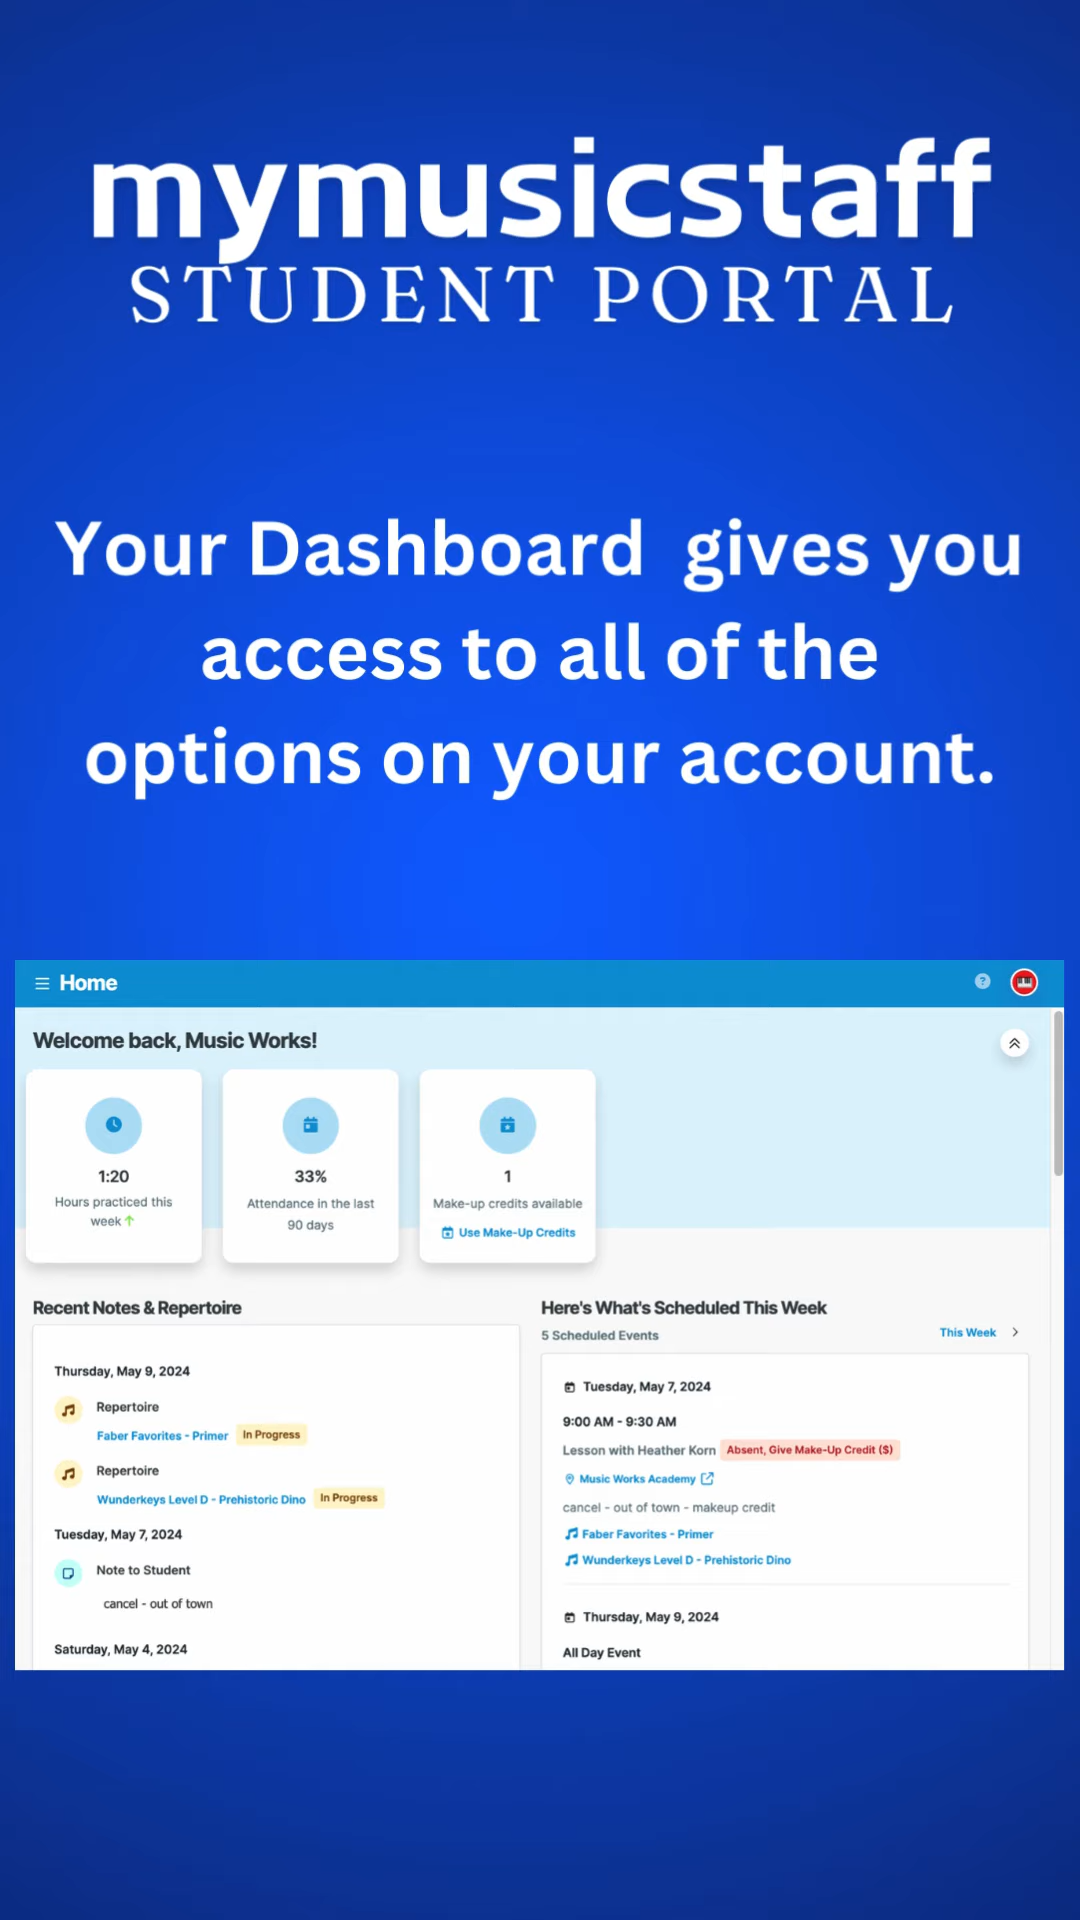 mymusicstaff
STUDENT PORTAL
Your Dashboard gives you
access to all of the
options on your account.
Home
?
Welcome back, Music Works!
1:20
Hours practiced this
week
33%
Attendance in the last
90 days
1
Make-up credits available
Use Make-Up Credits
Recent Notes & Repertoire
Thursday, May 9, 2024
Repertoire
Faber Favorites - Primer In Progress
Repertoire
Wunderkeys Level D - Prehistoric Dino In Progress
Tuesday, May 7, 2024
Note to Student
cancel - out of town
Saturday, May 4, 2024
Here's What's Scheduled This Week
5 Scheduled Events
This Week
Tuesday, May 7, 2024
9:00 AM - 9:30 AM
Lesson with Heather Korn Absent, Give Make-Up Credit ($)
Music Works Academy
cancel - out of town - makeup credit
Faber Favorites - Primer
Wunderkeys Level D - Prehistoric Dino
Thursday, May 9, 2024
All Day Event